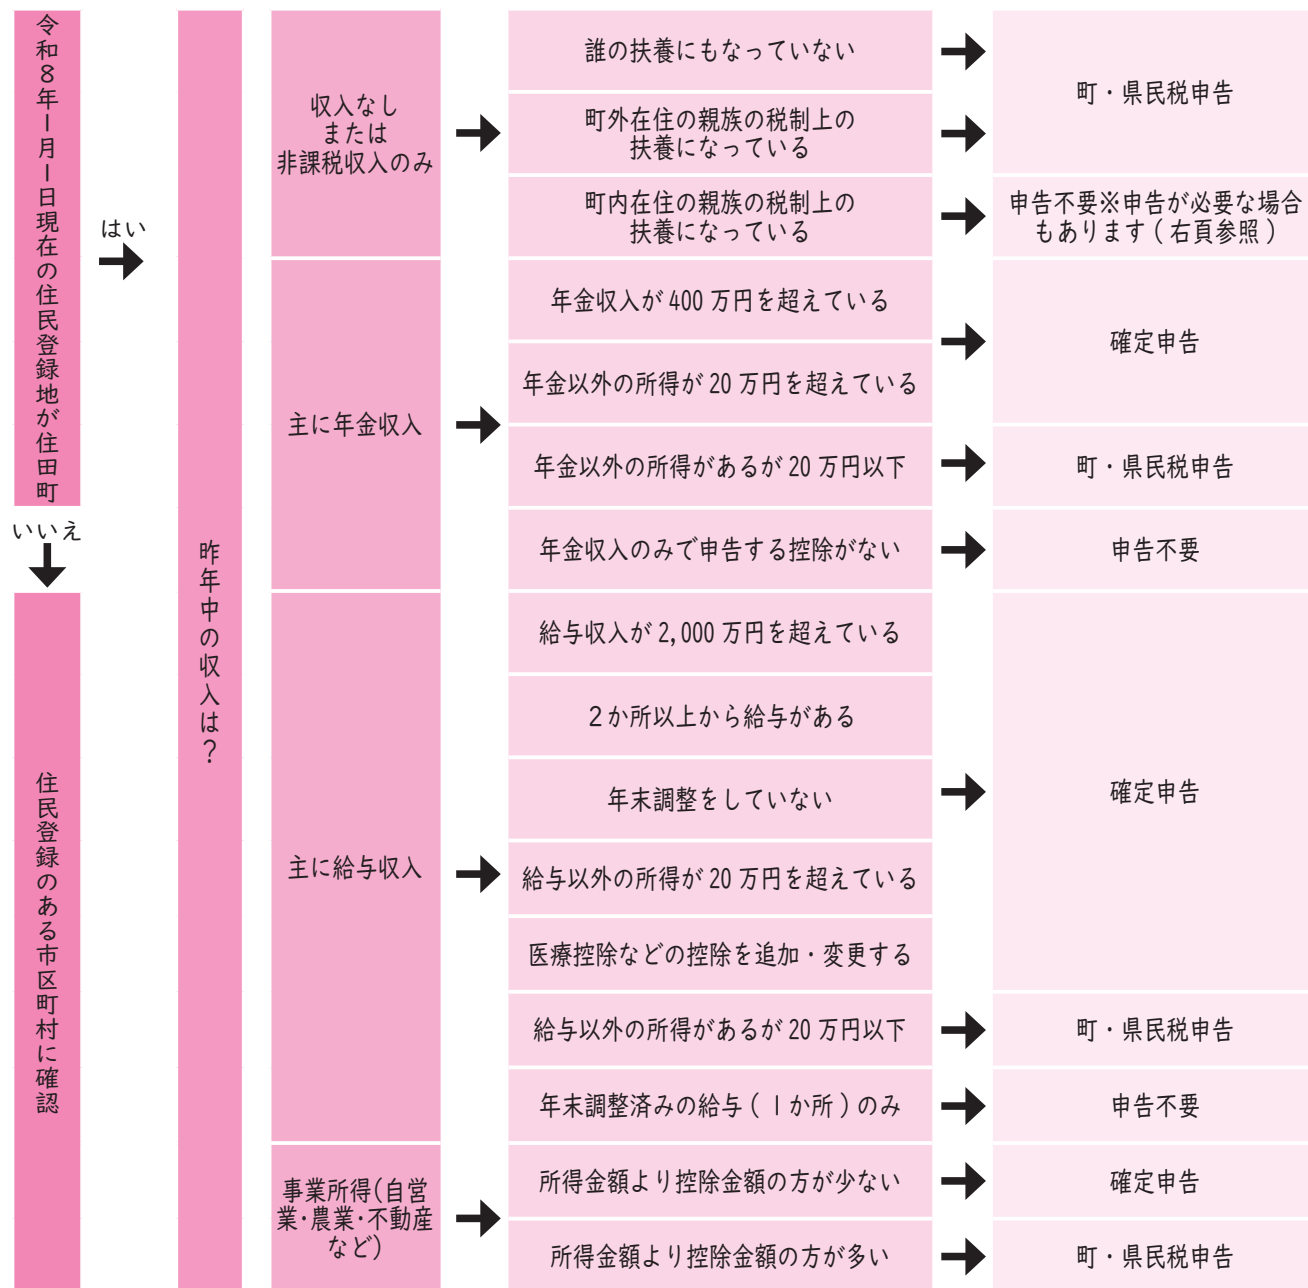 令和8年1月1日現在の住民登録地が住田町
はい
いいえ
住民登録のある市区町村に確認
昨年中の収入は?
収入なし
または
非課税収入のみ
誰の扶養にもなっていない
町外在住の親族の税制上の
扶養になっている
町・県民税申告
町内在住の親族の税制上の
扶養になっている
申告不要※申告が必要な場合
もあります(右頁参照)
主に年金収入
年金収入が400万円を超えている
年金以外の所得が20万円を超えている
確定申告
年金以外の所得があるが20万円以下
町・県民税申告
年金収入のみで申告する控除がない
申告不要
主に給与収入
給与収入が2,000万円を超えている
2か所以上から給与がある
年末調整をしていない
給与以外の所得が20万円を超えている
医療控除などの控除を追加・変更する
確定申告
給与以外の所得があるが20万円以下
町・県民税申告
年末調整済みの給与(1か所)のみ
申告不要
事業所得(自営
業・農業・不動産
など)
所得金額より控除金額の方が少ない
確定申告
所得金額より控除金額の方が多い
町・県民税申告